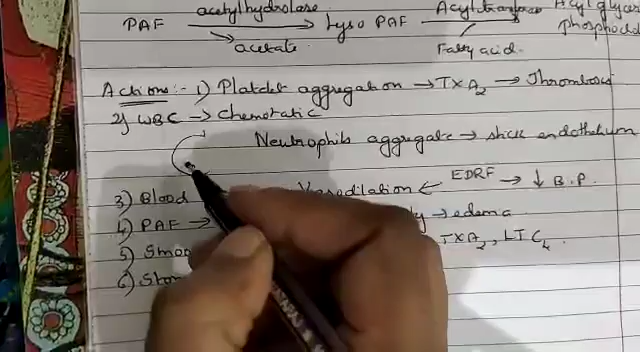 PAF acetylhydrolase → Lyso PAF Acyltransferase
acetate Fatty acid.
Actions :- 1) Platelet aggregation → TxA2 → Thrombosis
2) WBC → Chemotatic
Neutrophils aggregate → stick endothelium
3) Blood Vasodilation ← EDRF → ↓ B.P.
4) PAF → → edema
5) TXA2, LTC4.
6)